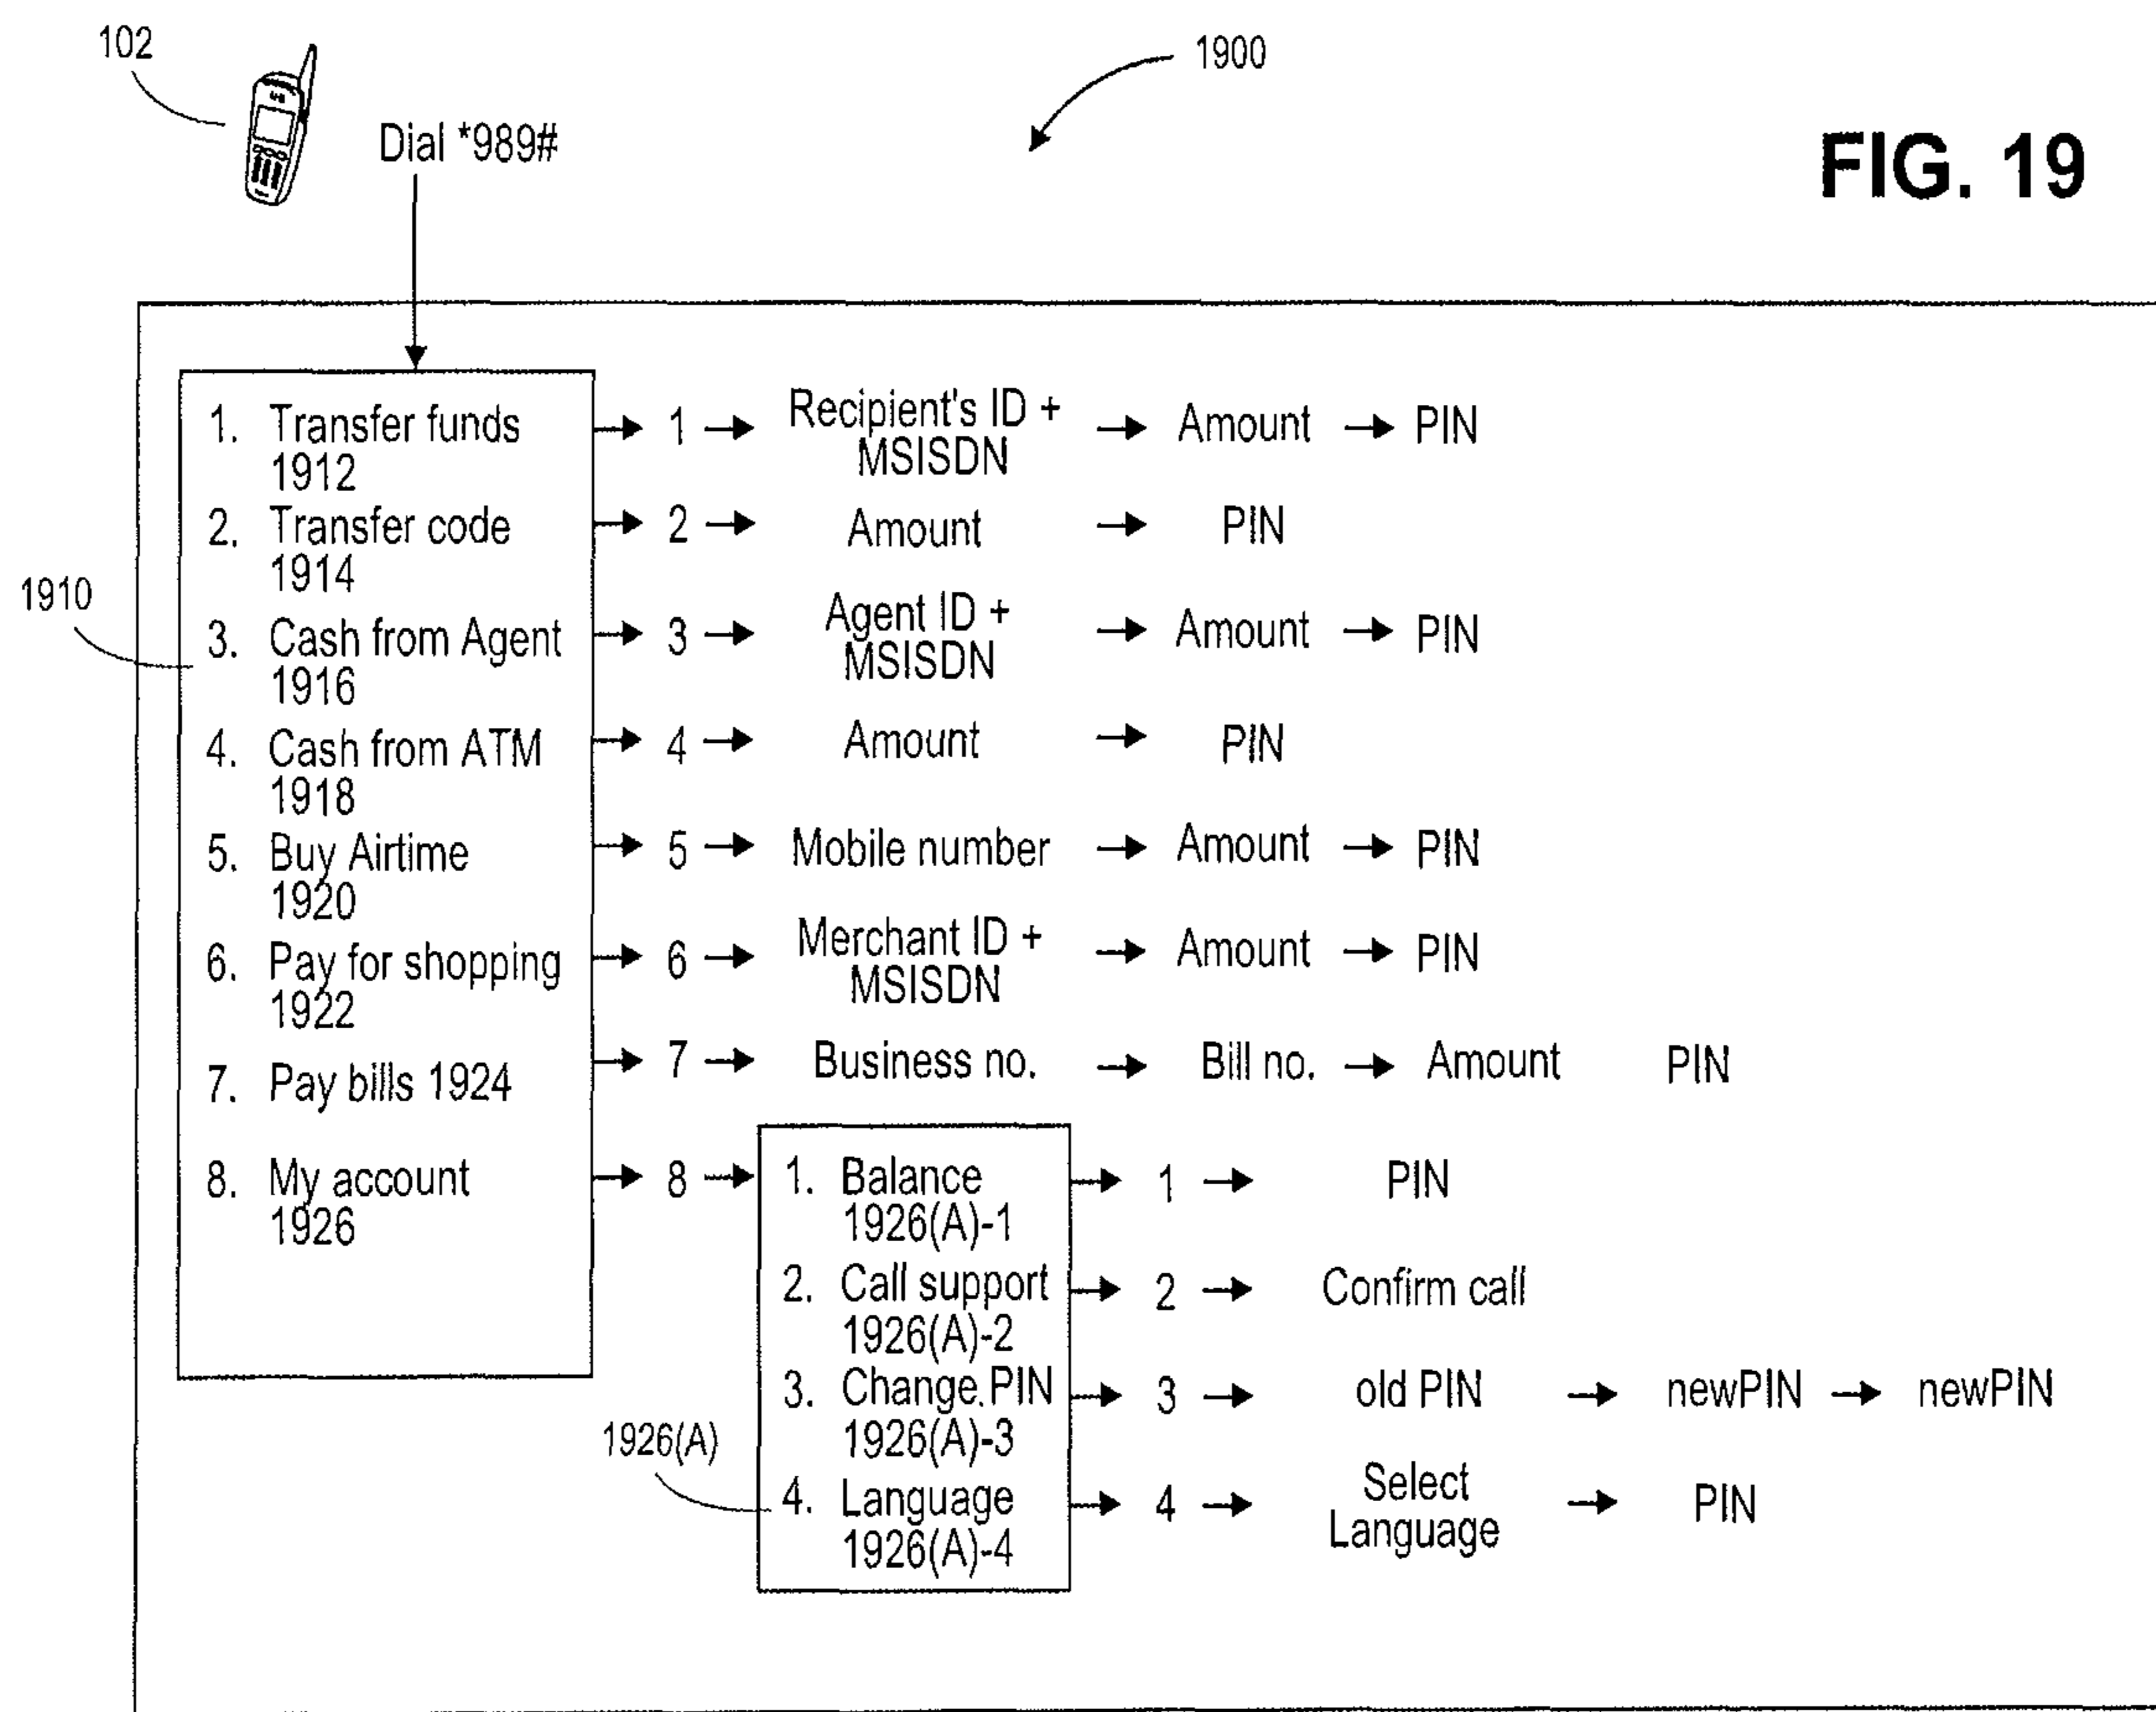 102
1900
Dial *989#
FIG. 19
1910
1. Transfer funds
1912
1
Recipient's ID +
MSISDN
Amount
PIN
2. Transfer code
1914
2
Amount
PIN
3. Cash from Agent
1916
3
Agent ID +
MSISDN
Amount
PIN
4. Cash from ATM
1918
4
Amount
PIN
5. Buy Airtime
1920
5
Mobile number
Amount
PIN
6. Pay for shopping
1922
6
Merchant ID +
MSISDN
Amount
PIN
7. Pay bills 1924
7
Business no.
Bill no.
Amount
PIN
8. My account
1926
8
1926(A)
1. Balance
1926(A)-1
1
PIN
2. Call support
1926(A)-2
2
Confirm call
3. Change.PIN
1926(A)-3
3
old PIN
newPIN
newPIN
4. Language
1926(A)-4
4
Select
Language
PIN